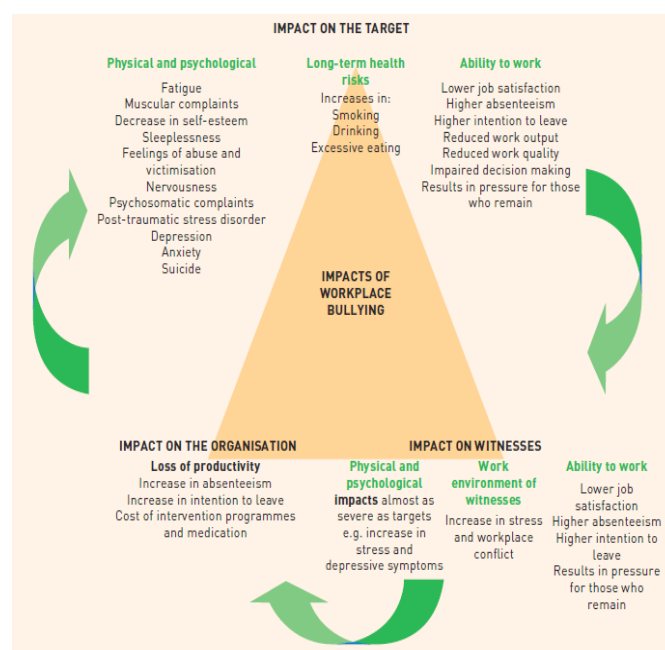 IMPACT ON THE TARGET
Physical and psychological
Fatigue
Muscular complaints
Decrease in self-esteem
Sleeplessness
Feelings of abuse and
victimisation
Nervousness
Psychosomatic complaints
Post-traumatic stress disorder
Depression
Anxiety
Suicide
Long-term health
risks
Increases in:
Smoking
Drinking
Excessive eating
Ability to work
Lower job satisfaction
Higher absenteeism
Higher intention to leave
Reduced work output
Reduced work quality
Impaired decision making
Results in pressure for those
who remain
IMPACTS OF
WORKPLACE
BULLYING
IMPACT ON THE ORGANISATION
Loss of productivity
Increase in absenteeism
Increase in intention to leave
Cost of intervention programmes
and medication
IMPACT ON WITNESSES
Physical and
psychological
impacts almost as
severe as targets
e.g. increase in
stress and
depressive symptoms
Work
environment of
witnesses
Increase in stress
and workplace
conflict
Ability to work
Lower job
satisfaction
Higher absenteeism
Higher intention to
leave
Results in pressure
for those who
remain